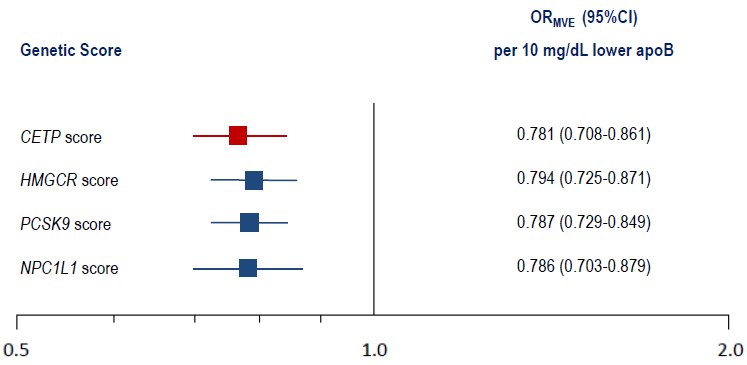 OR_MVE (95%CI)
Genetic Score per 10 mg/dL lower apoB
CETP score 0.781 (0.708-0.861)
HMGCR score 0.794 (0.725-0.871)
PCSK9 score 0.787 (0.729-0.849)
NPC1L1 score 0.786 (0.703-0.879)
0.5 1.0 2.0